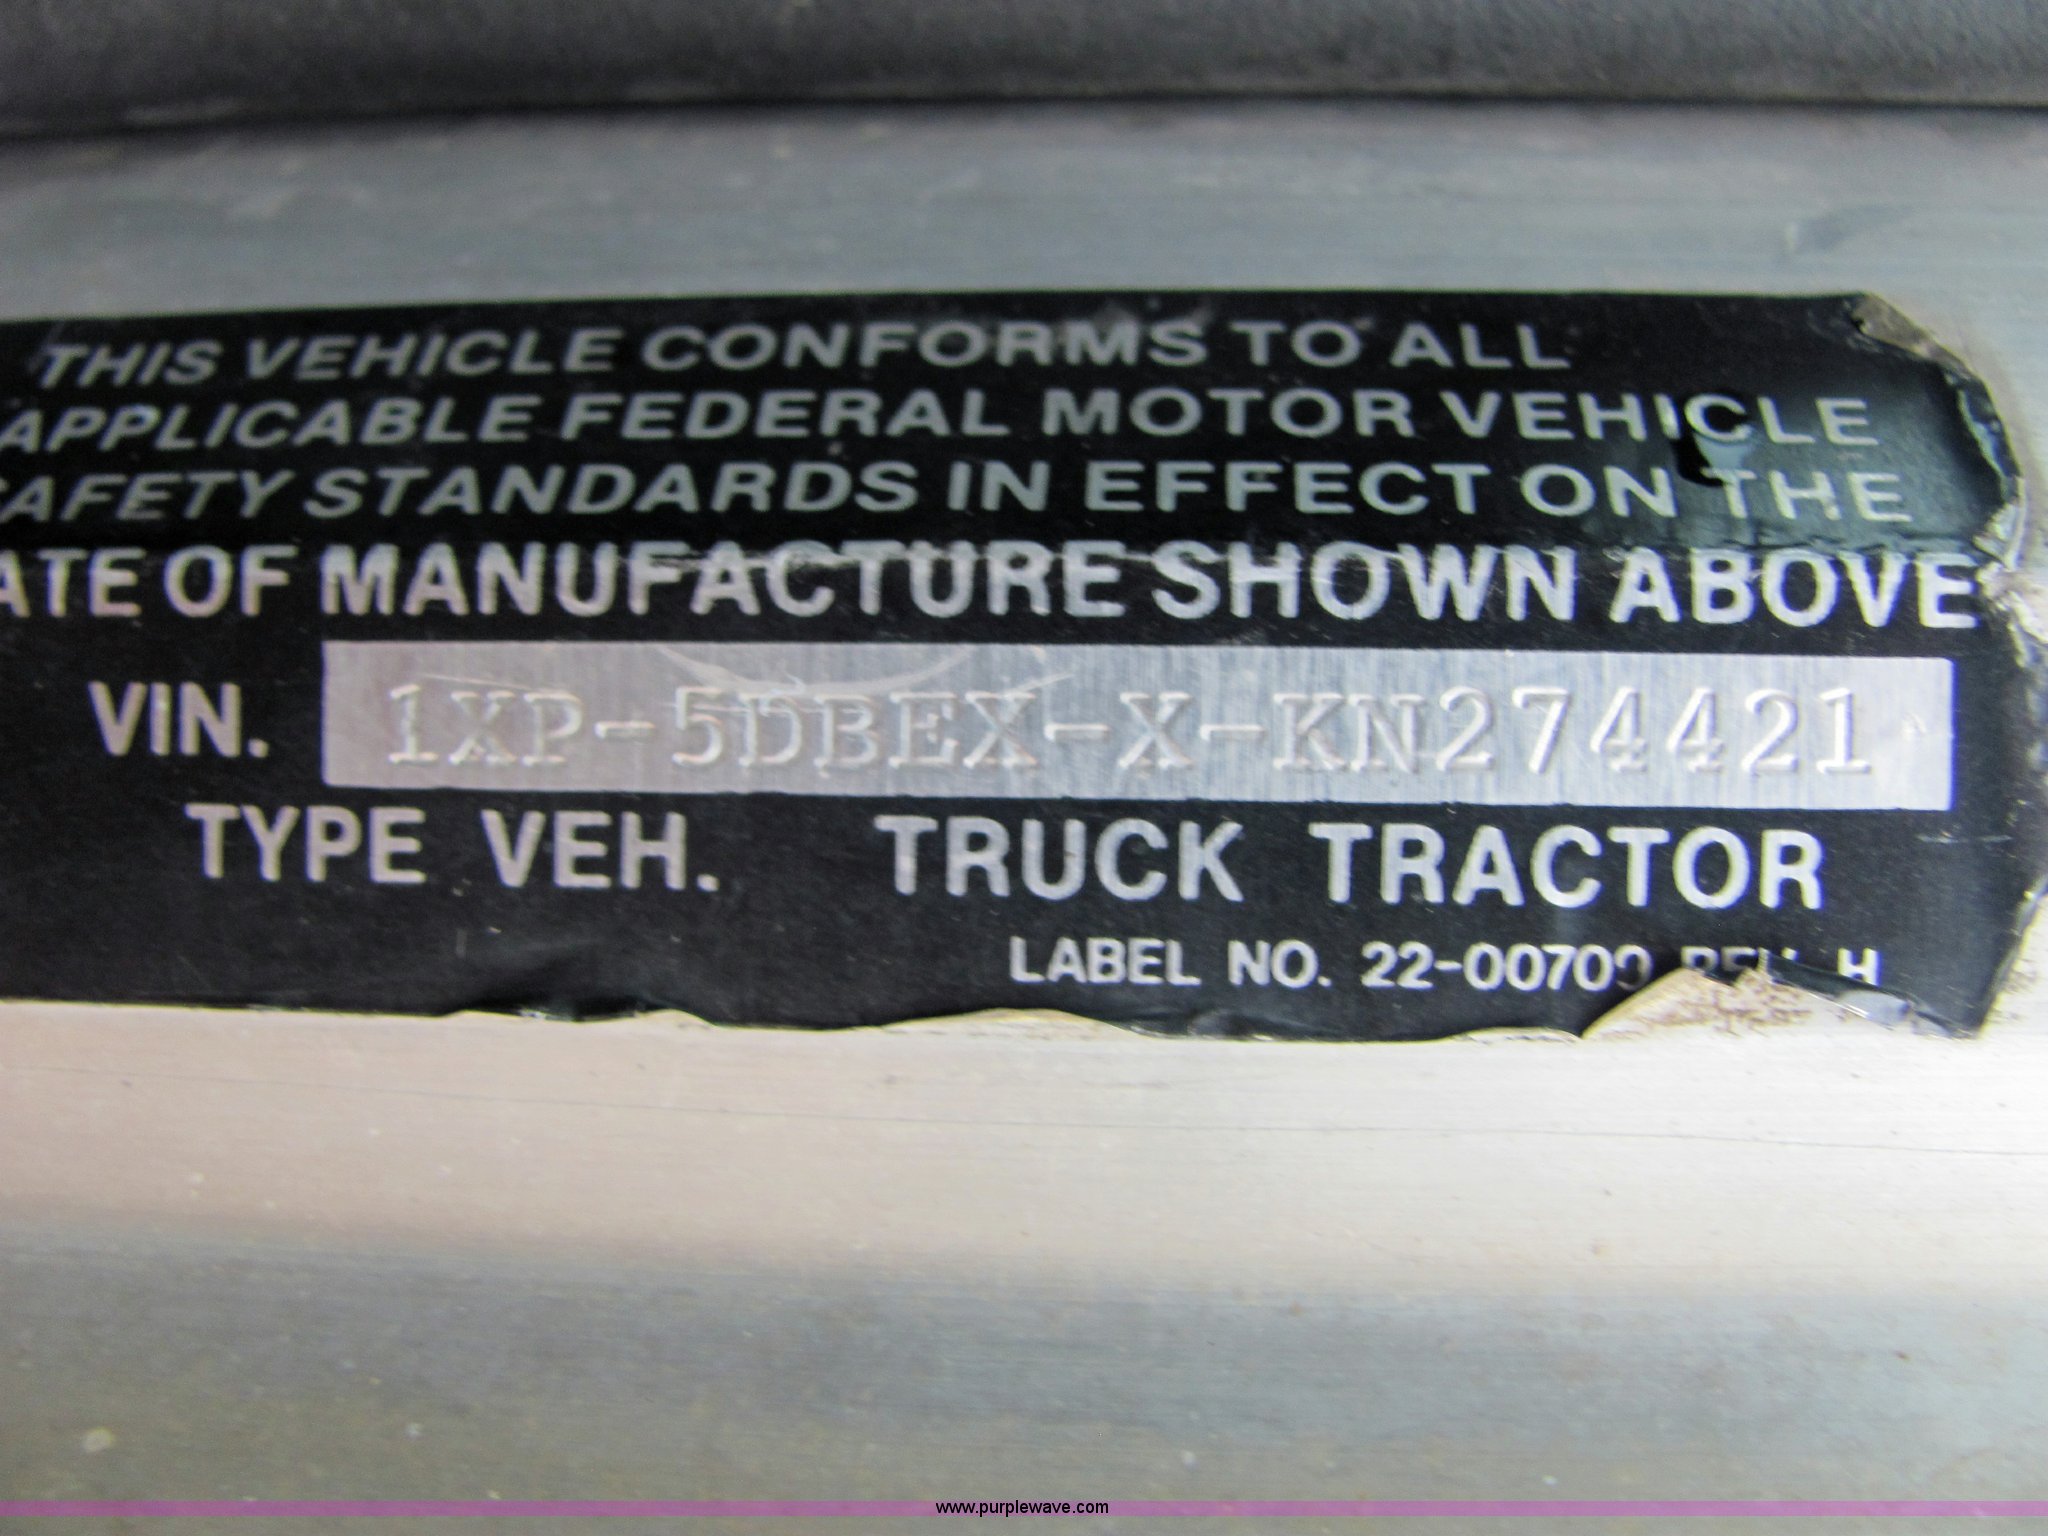 THIS VEHICLE CONFORMS TO ALL
APPLICABLE FEDERAL MOTOR VEHICLE
SAFETY STANDARDS IN EFFECT ON THE
ATE OF MANUFACTURE SHOWN ABOVE
VIN. 1XP-5DBEX-X-KN274421
TYPE VEH. TRUCK TRACTOR
LABEL NO. 22-00700 REV. H
www.purplewave.com